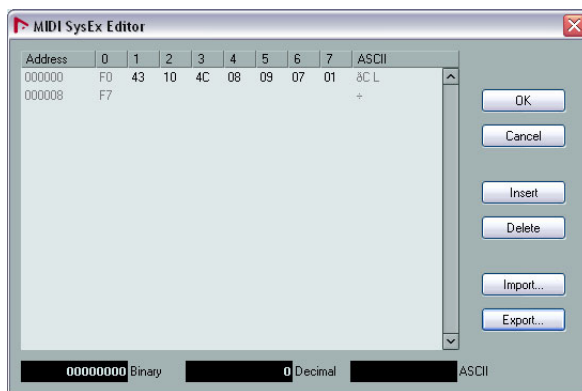 MIDI SysEx Editor
Address 0 1 2 3 4 5 6 7 ASCII
000000 F0 43 10 4C 08 09 07 01 ðC L
000008 F7 ÷
OK
Cancel
Insert
Delete
Import...
Export...
00000000 Binary 0 Decimal ASCII